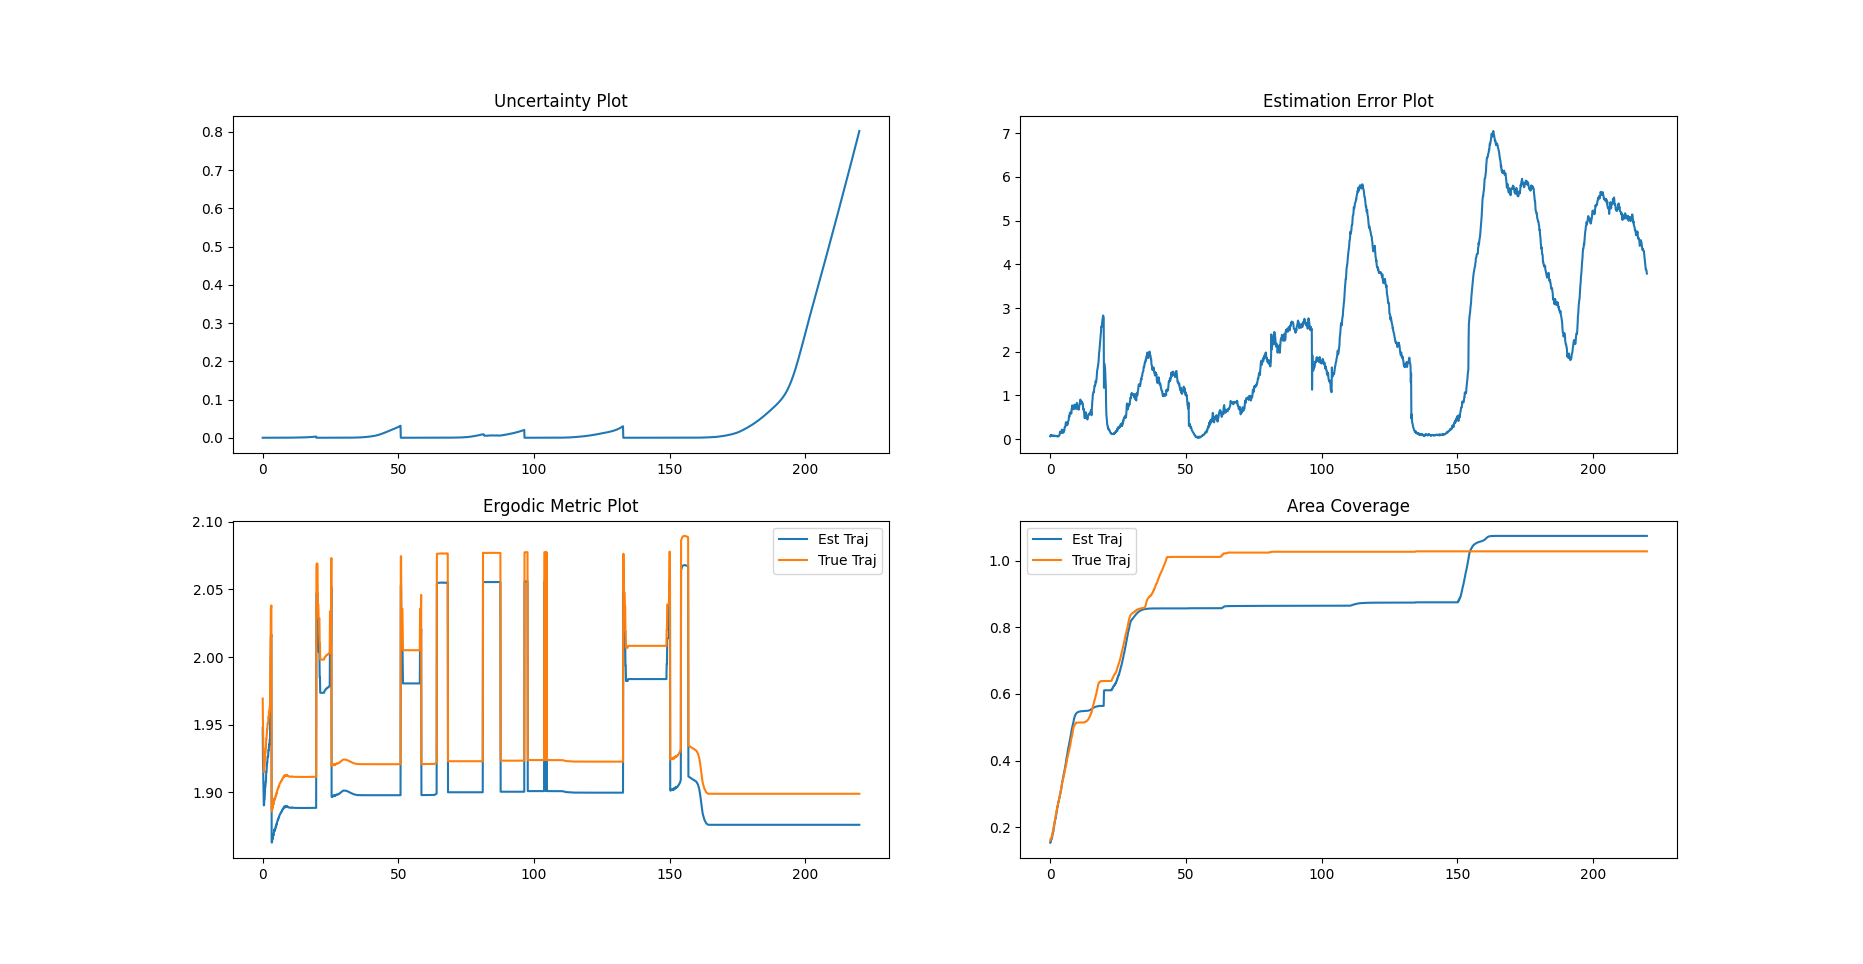 Uncertainty Plot
0.8
0.7
0.6
0.5
0.4
0.3
0.2
0.1
0.0
0 50 100 150 200
Estimation Error Plot
7
6
5
4
3
2
1
0
0 50 100 150 200
Ergodic Metric Plot
2.10
2.05
2.00
1.95
1.90
Est Traj
True Traj
0 50 100 150 200
Area Coverage
Est Traj
True Traj
1.0
0.8
0.6
0.4
0.2
0 50 100 150 200